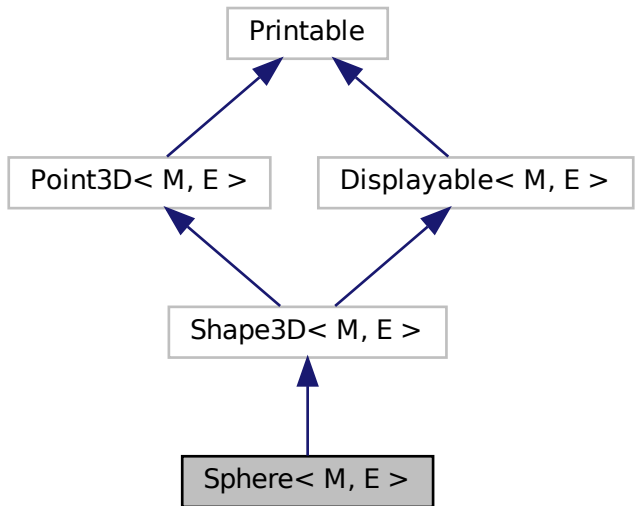 Printable
Point3D< M, E >
Displayable< M, E >
Shape3D< M, E >
Sphere< M, E >